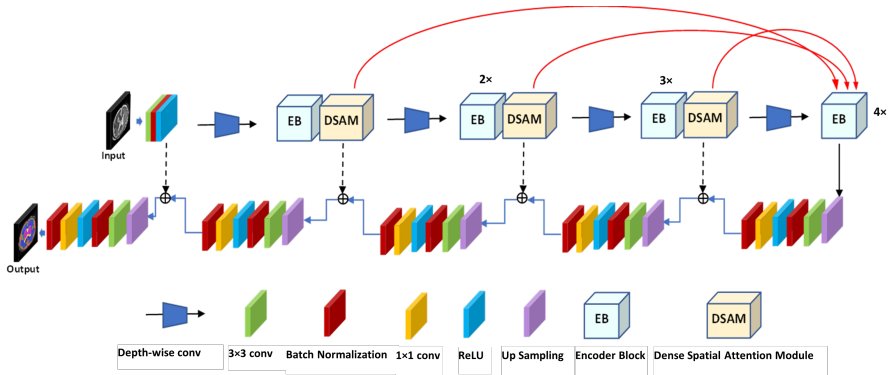 2×
3×
4×
EB
DSAM
EB
DSAM
EB
DSAM
EB
Input
Output
EB
DSAM
Depth-wise conv
3×3 conv
Batch Normalization
1×1 conv
ReLU
Up Sampling
Encoder Block
Dense Spatial Attention Module